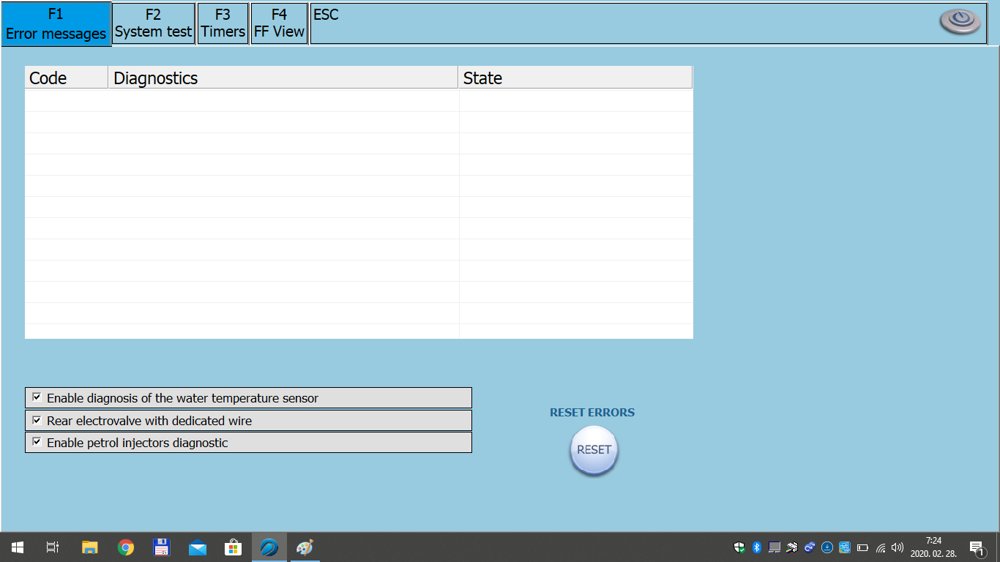 F1
Error messages
F2
System test
F3
Timers
F4
FF View
ESC
Code Diagnostics State
Enable diagnosis of the water temperature sensor
Rear electrovalve with dedicated wire
Enable petrol injectors diagnostic
RESET ERRORS
RESET
7:24
2020. 02. 28.
1